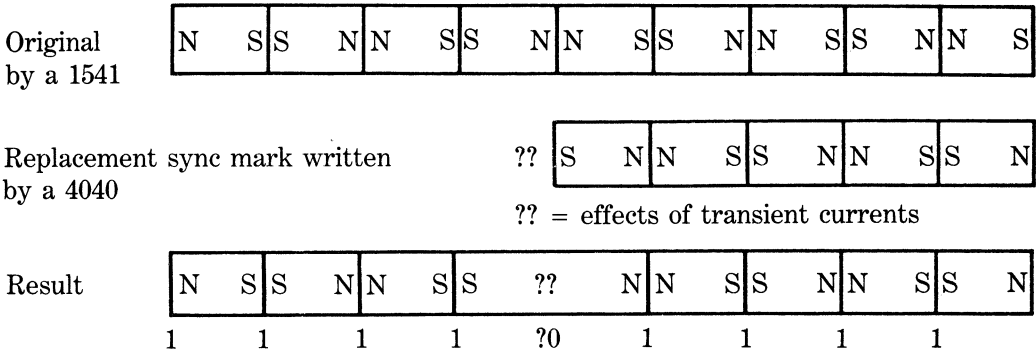 Original
by a 1541
N S S N N S S N N S S N N S S N N S
Replacement sync mark written
by a 4040
?? S N N S S N N S S N
?? = effects of transient currents
Result
N S S N N S S ?? N N S S N N S S N
1 1 1 1 ?0 1 1 1 1